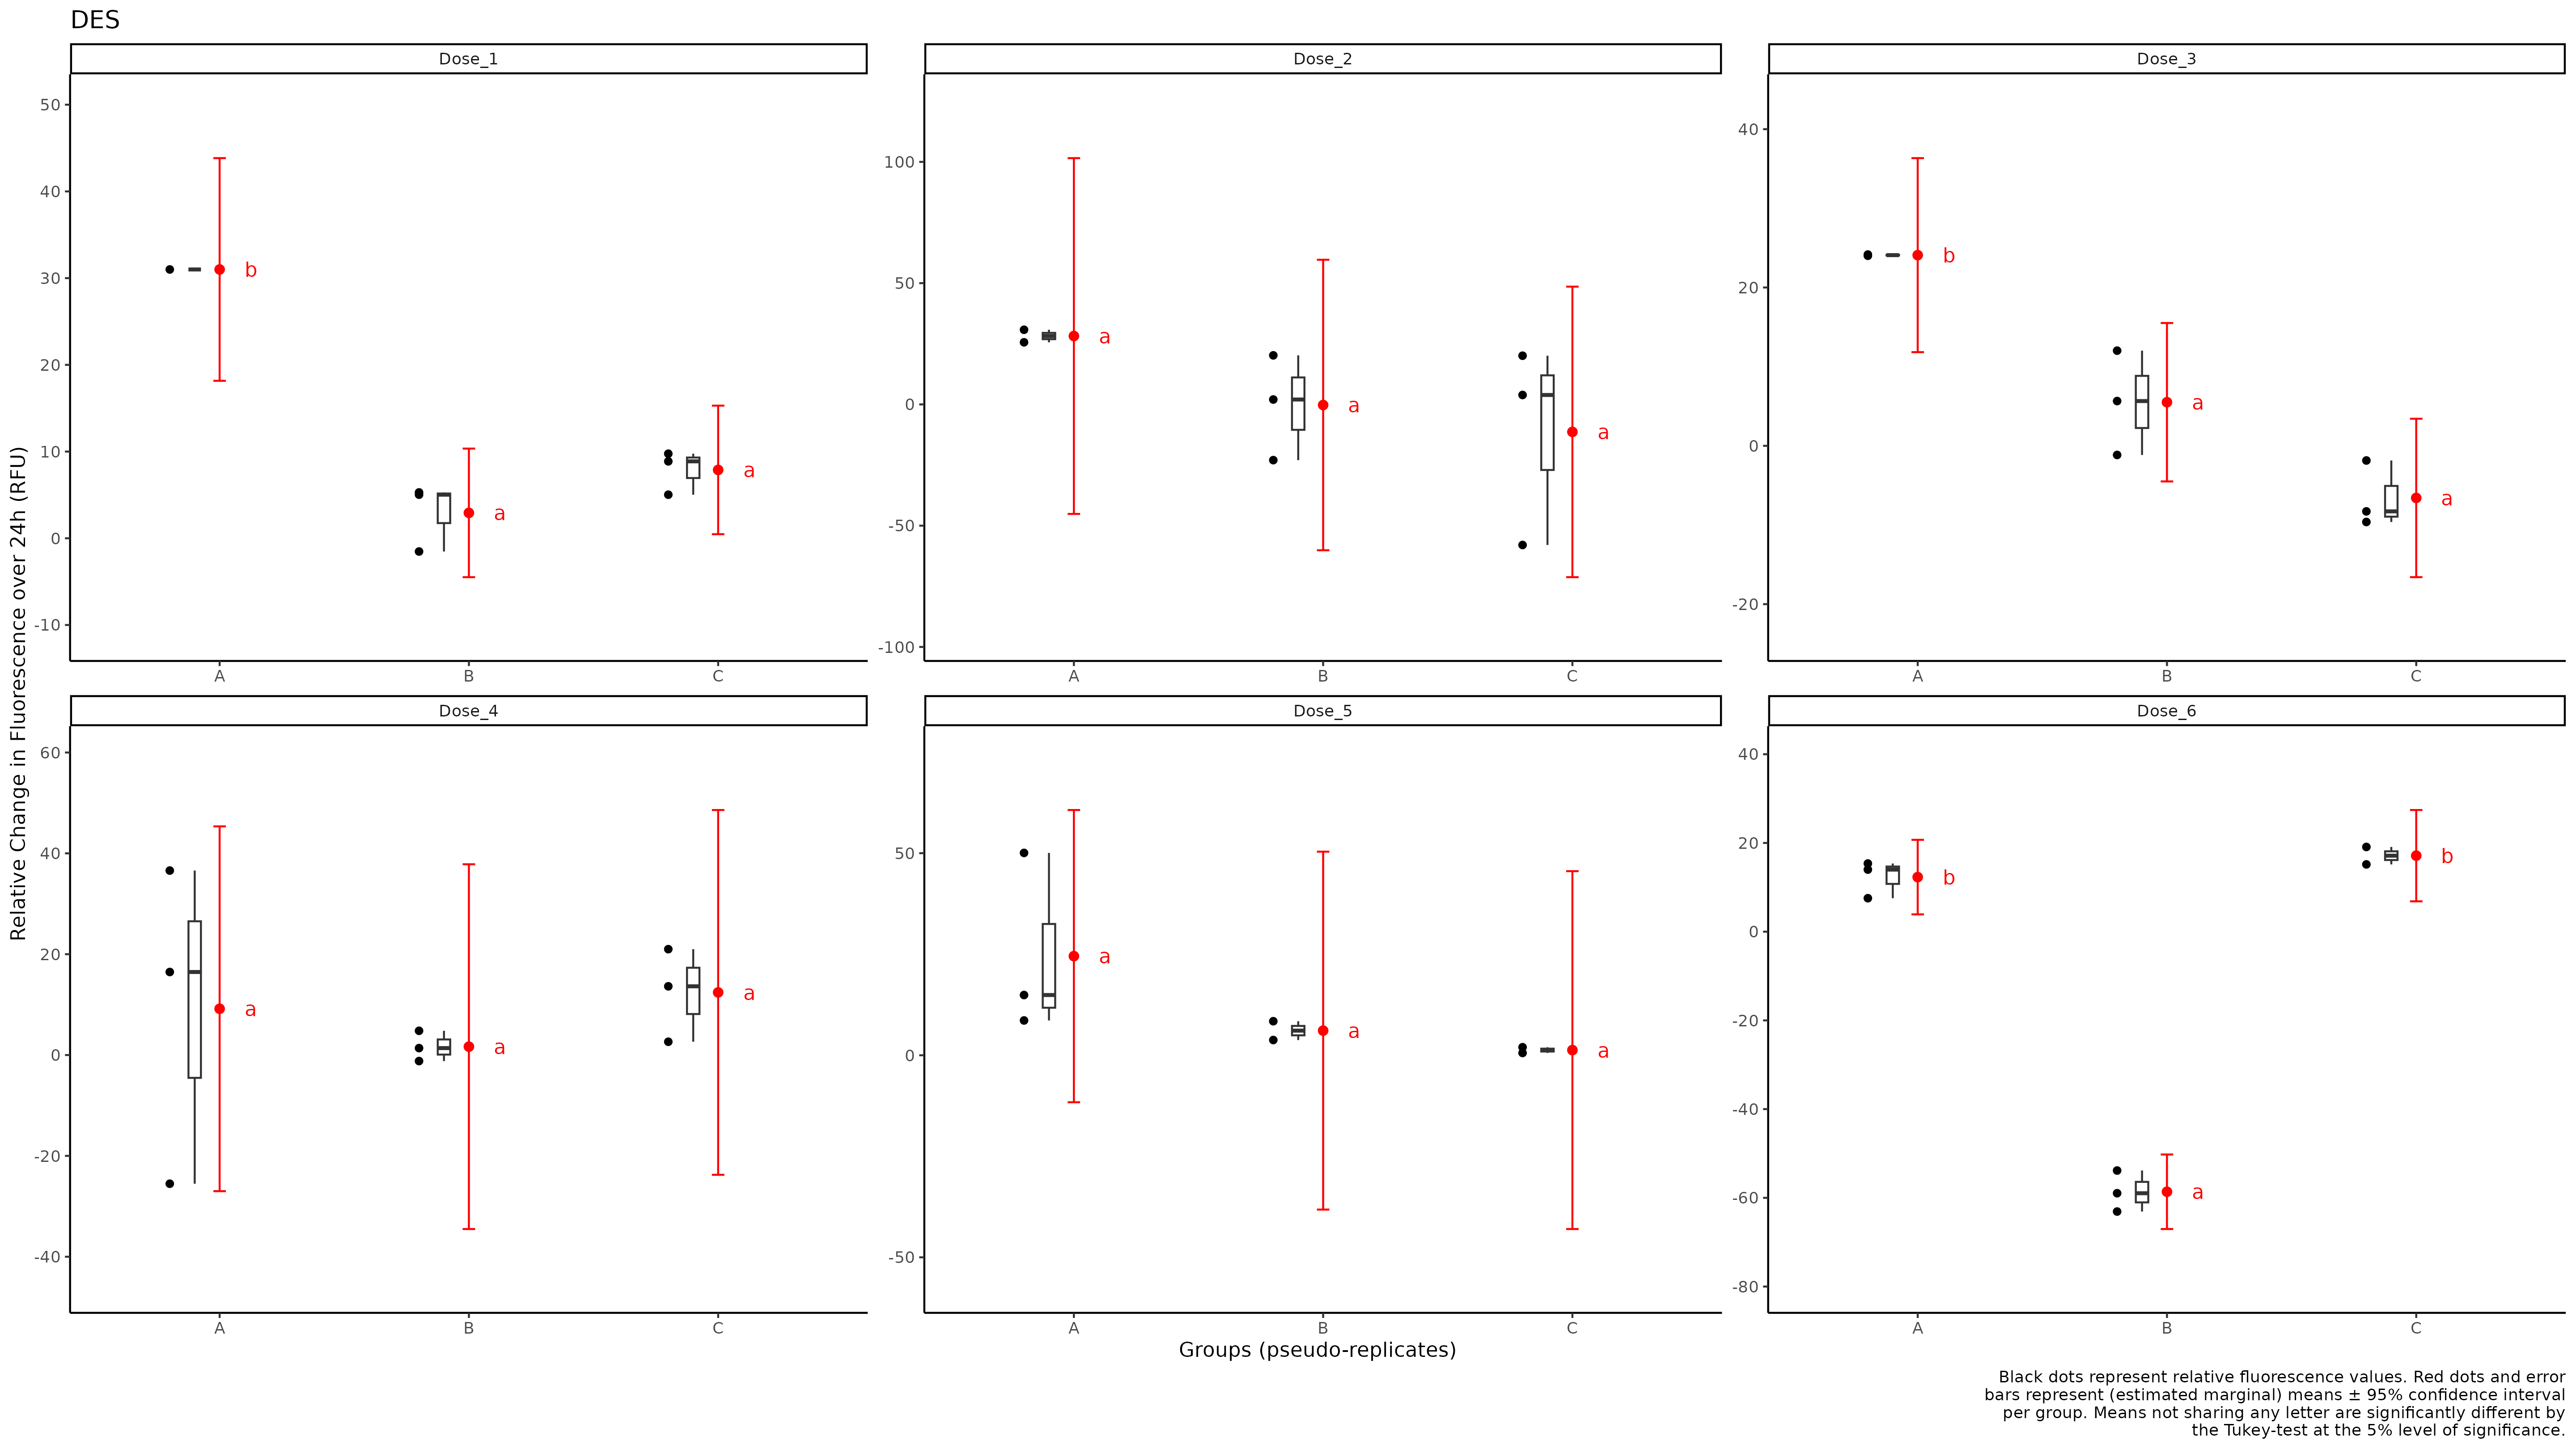 DES
Dose_1
Dose_2
Dose_3
50
40
30
20
10
0
-10
b
a
a
A
B
C
100
50
0
-50
-100
a
a
a
A
B
C
40
20
0
-20
b
a
a
A
B
C
Relative Change in Fluorescence over 24h (RFU)
Dose_4
Dose_5
Dose_6
60
40
20
0
-20
-40
a
a
a
A
B
C
50
0
-50
a
a
a
A
B
C
40
20
0
-20
-40
-60
-80
b
a
b
A
B
C
Groups (pseudo-replicates)
Black dots represent relative fluorescence values. Red dots and error
bars represent (estimated marginal) means ± 95% confidence interval
per group. Means not sharing any letter are significantly different by
the Tukey-test at the 5% level of significance.